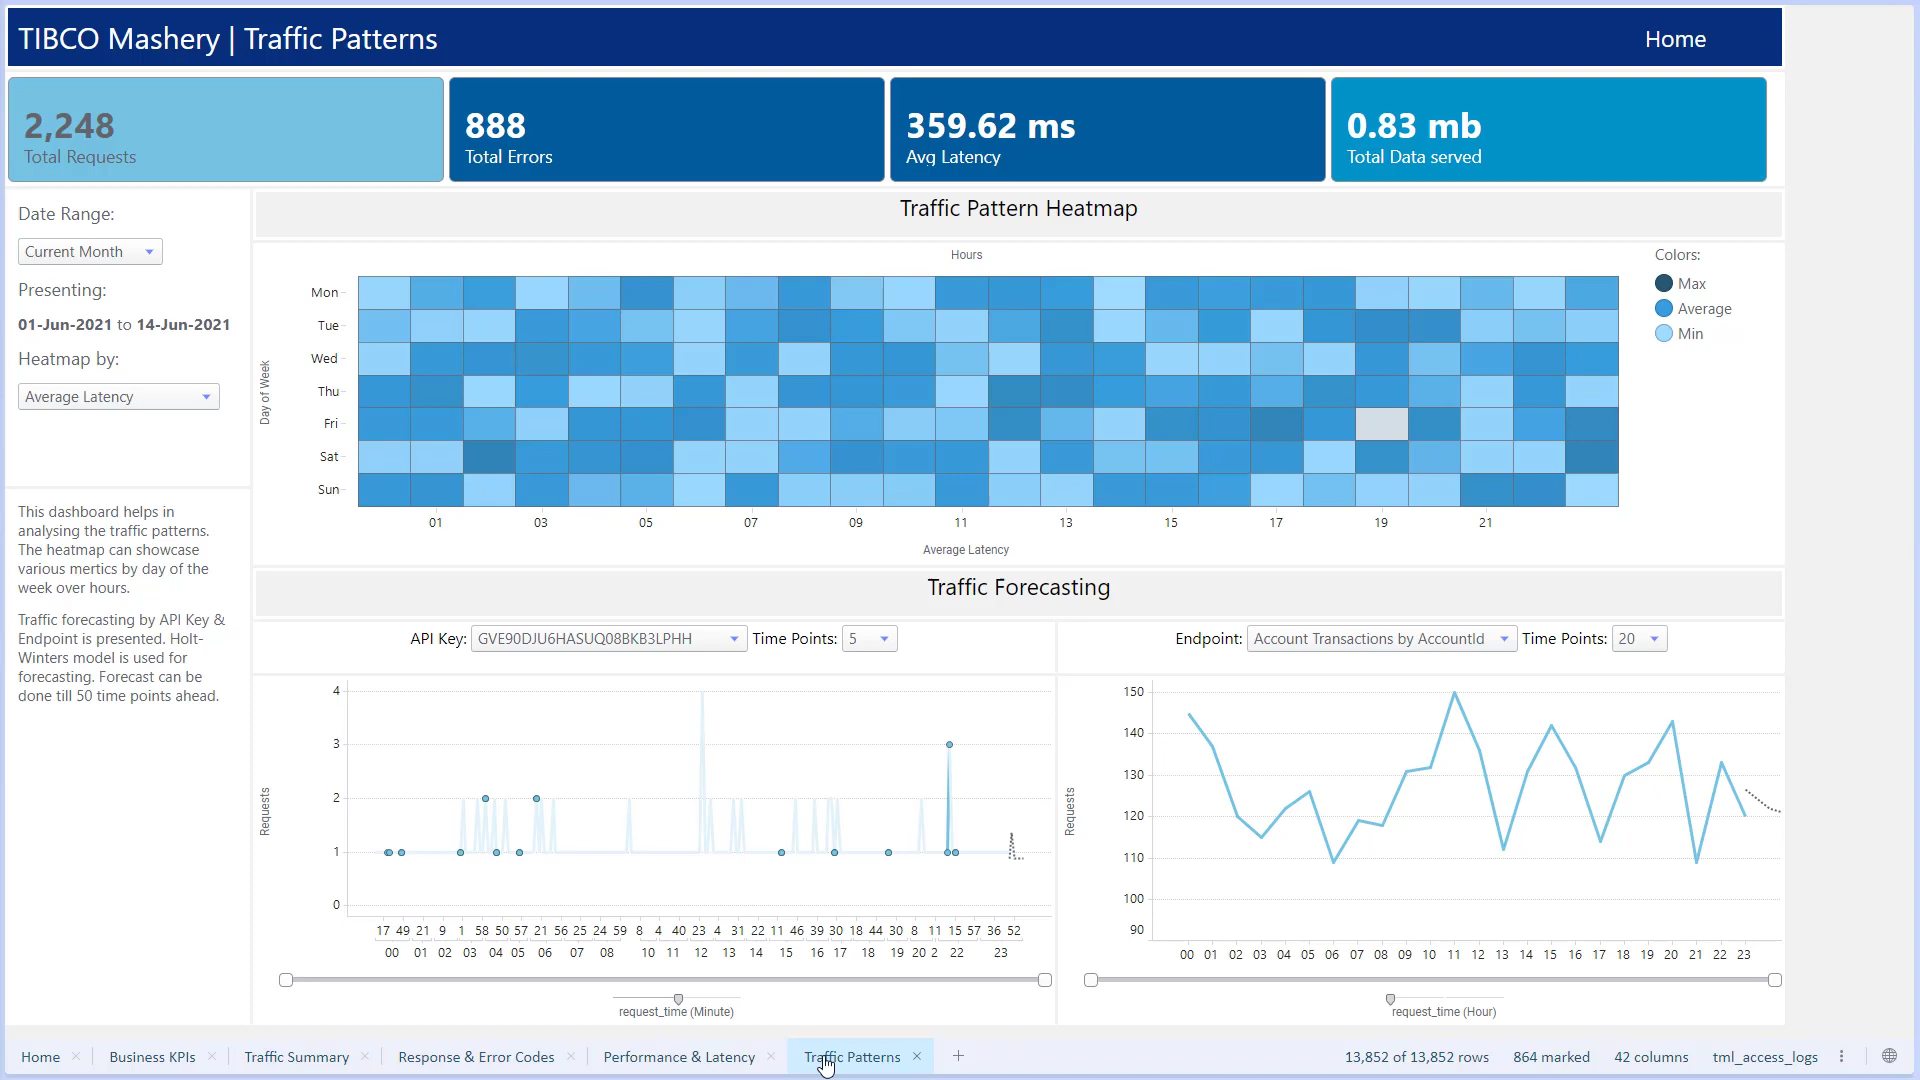 TIBCO Mashery | Traffic Patterns
Home
2,248
Total Requests
888
Total Errors
359.62 ms
Avg Latency
0.83 mb
Total Data served
Date Range:
Current Month
Presenting:
01-Jun-2021 to 14-Jun-2021
Heatmap by:
Average Latency
This dashboard helps in
analysing the traffic patterns.
The heatmap can showcase
various mertics by day of the
week over hours.
Traffic forecasting by API Key &
Endpoint is presented. Holt-
Winters model is used for
forecasting. Forecast can be
done till 50 time points ahead.
Traffic Pattern Heatmap
Hours
Day of Week
Mon
Tue
Wed
Thu
Fri
Sat
Sun
01 03 05 07 09 11 13 15 17 19 21
Average Latency
Colors:
Max
Average
Min
Traffic Forecasting
API Key: GVE90DJU6HASUQ08BKB3LPHH Time Points: 5
Requests
4
3
2
1
0
17 49 21 9 1 58 50 57 21 56 25 24 59 8 4 40 23 4 31 22 11 46 39 30 18 44 30 8 11 15 57 36 52
00 01 02 03 04 05 06 07 08 10 11 12 13 14 15 16 17 18 19 20 2 22 23
request_time (Minute)
Endpoint: Account Transactions by AccountId Time Points: 20
Requests
150
140
130
120
110
100
90
00 01 02 03 04 05 06 07 08 09 10 11 12 13 14 15 16 17 18 19 20 21 22 23
request_time (Hour)
Home Business KPIs Traffic Summary Response & Error Codes Performance & Latency Traffic Patterns 13,852 of 13,852 rows 864 marked 42 columns tml_access_logs